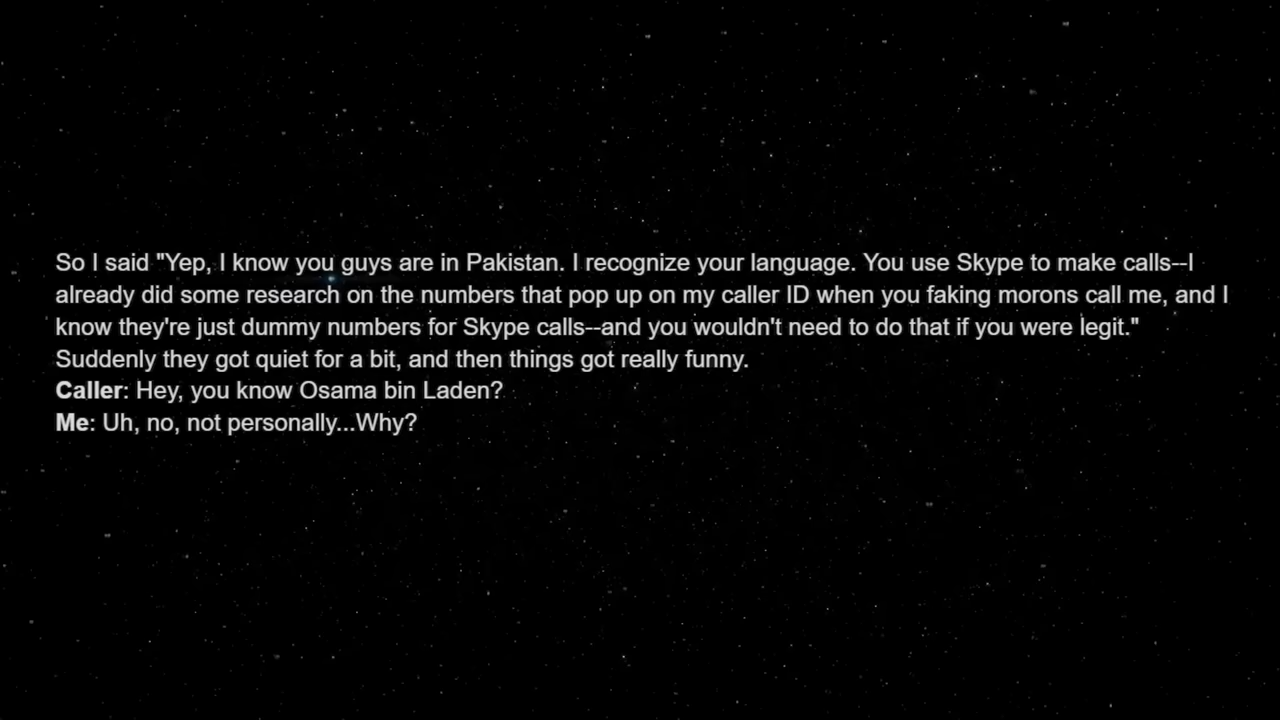 So I said "Yep, I know you guys are in Pakistan. I recognize your language. You use Skype to make calls--I
already did some research on the numbers that pop up on my caller ID when you faking morons call me, and I
know they're just dummy numbers for Skype calls--and you wouldn't need to do that if you were legit."
Suddenly they got quiet for a bit, and then things got really funny.
Caller: Hey, you know Osama bin Laden?
Me: Uh, no, not personally...Why?